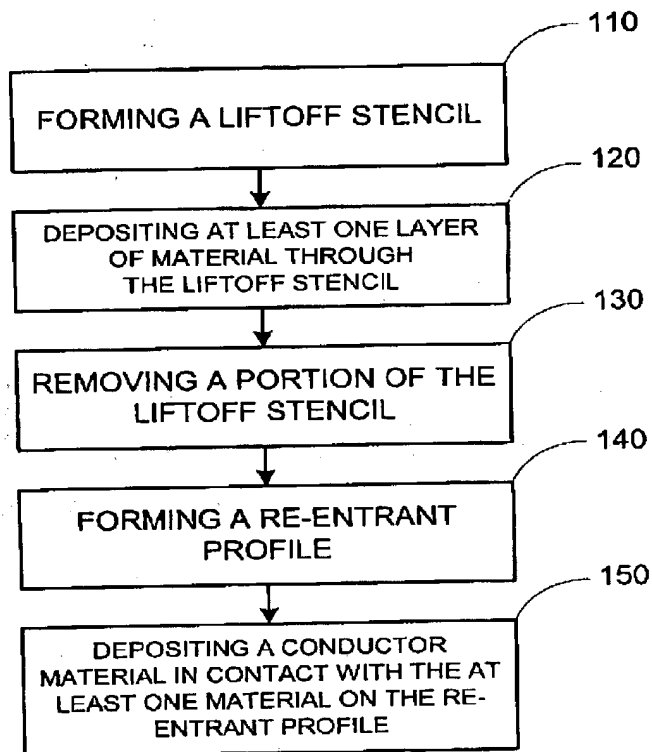 110
FORMING A LIFTOFF STENCIL
120
DEPOSITING AT LEAST ONE LAYER
OF MATERIAL THROUGH
THE LIFTOFF STENCIL
130
REMOVING A PORTION OF THE
LIFTOFF STENCIL
140
FORMING A RE-ENTRANT
PROFILE
150
DEPOSITING A CONDUCTOR
MATERIAL IN CONTACT WITH THE AT
LEAST ONE MATERIAL ON THE RE-
ENTRANT PROFILE